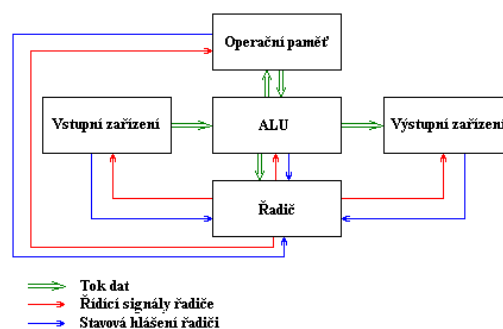 Operační paměť
Vstupní zařízení
ALU
Výstupní zařízení
Řadič
Tok dat
Řídící signály řadiče
Stavová hlášení řadiči